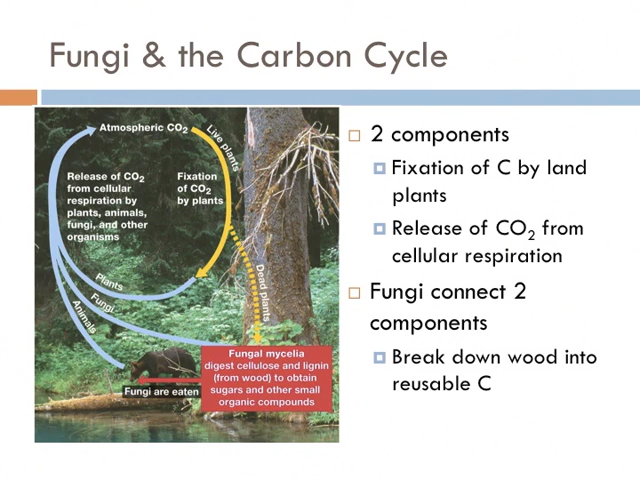 Fungi & the Carbon Cycle
Atmospheric CO2
Live plants
Release of CO2
from cellular
respiration by
plants, animals,
fungi, and other
organisms
Fixation
of CO2
by plants
Plants
Fungi
Animals
Dead plants
Fungal mycelia
digest cellulose and lignin
(from wood) to obtain
sugars and other small
organic compounds
Fungi are eaten
2 components
Fixation of C by land
plants
Release of CO2 from
cellular respiration
Fungi connect 2
components
Break down wood into
reusable C